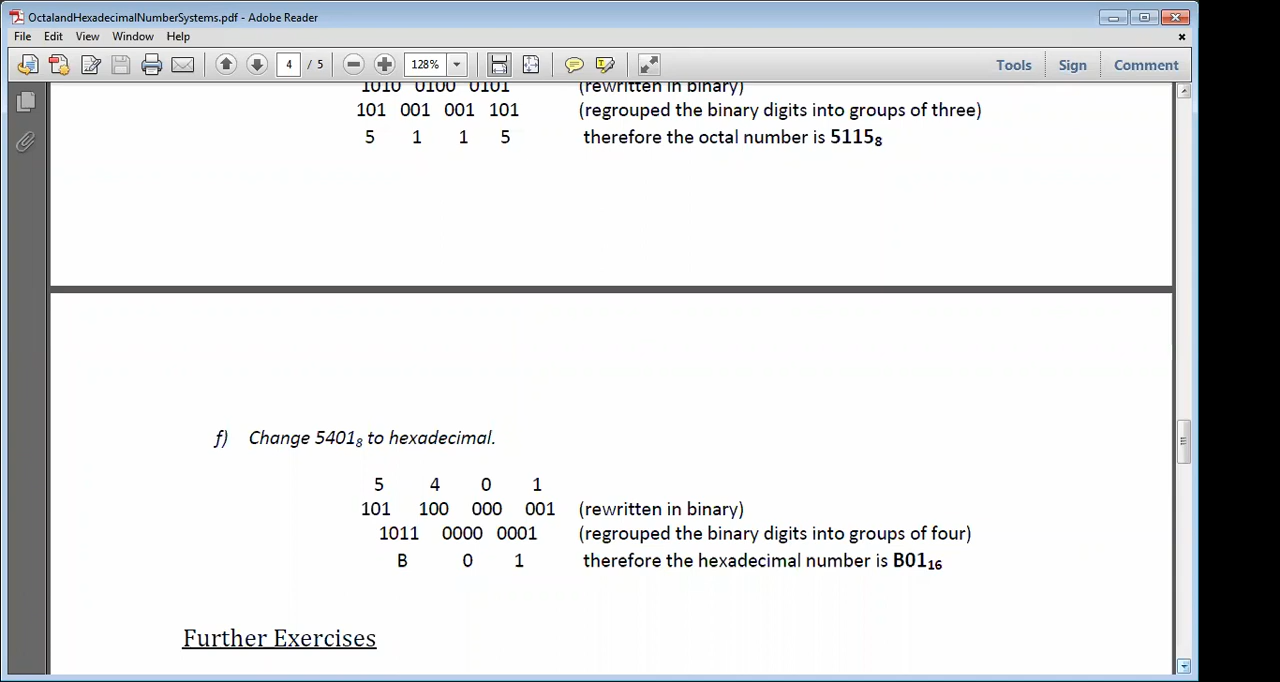 OctalandHexadecimalNumberSystems.pdf - Adobe Reader
File Edit View Window Help
4 / 5 128% Tools Sign Comment
1010 0100 0101 (rewritten in binary)
101 001 001 101 (regrouped the binary digits into groups of three)
5 1 1 5 therefore the octal number is 5115₈
f) Change 5401₈ to hexadecimal.
5 4 0 1
101 100 000 001 (rewritten in binary)
1011 0000 0001 (regrouped the binary digits into groups of four)
B 0 1 therefore the hexadecimal number is B01₁₆
Further Exercises